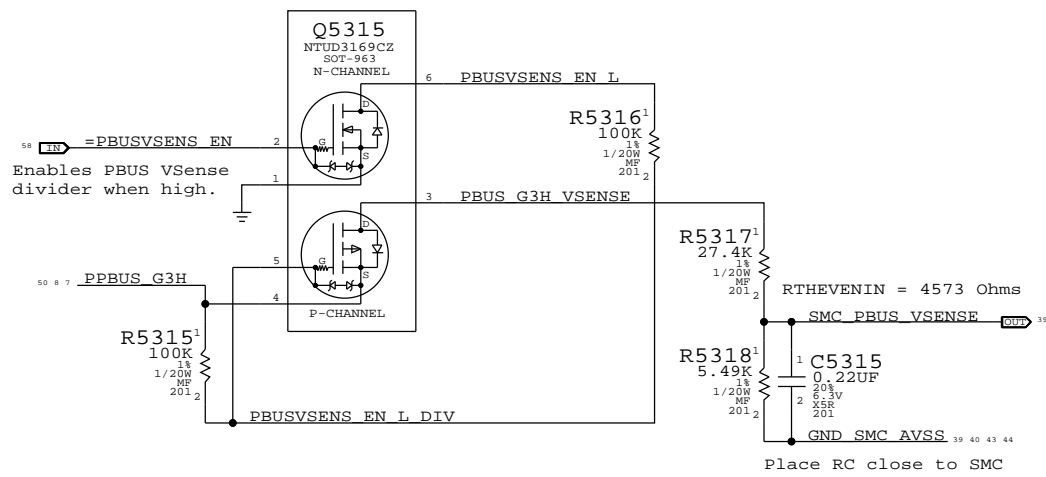 Q5315
NTUD3169CZ
SOT-963
N-CHANNEL
6 PBUSVSENS_EN_L
D
G
S
58 IN =PBUSVSENS_EN 2
Enables PBUS VSense
divider when high.
1
R5316 1
100K
1%
1/20W
MF
201 2
3 PBUS_G3H_VSENSE
D
G
S
5
50 8 7 PPBUS_G3H
4
P-CHANNEL
R5315 1
100K
1%
1/20W
MF
201 2
PBUSVSENS_EN_L_DIV
R5317 1
27.4K
1%
1/20W
MF
201 2
RTHEVENIN = 4573 Ohms
SMC_PBUS_VSENSE OUT 39
R5318 1
5.49K
1%
1/20W
MF
201 2
1 C5315
0.22UF
20%
6.3V
2 X5R
201
GND_SMC_AVSS 39 40 43 44
Place RC close to SMC